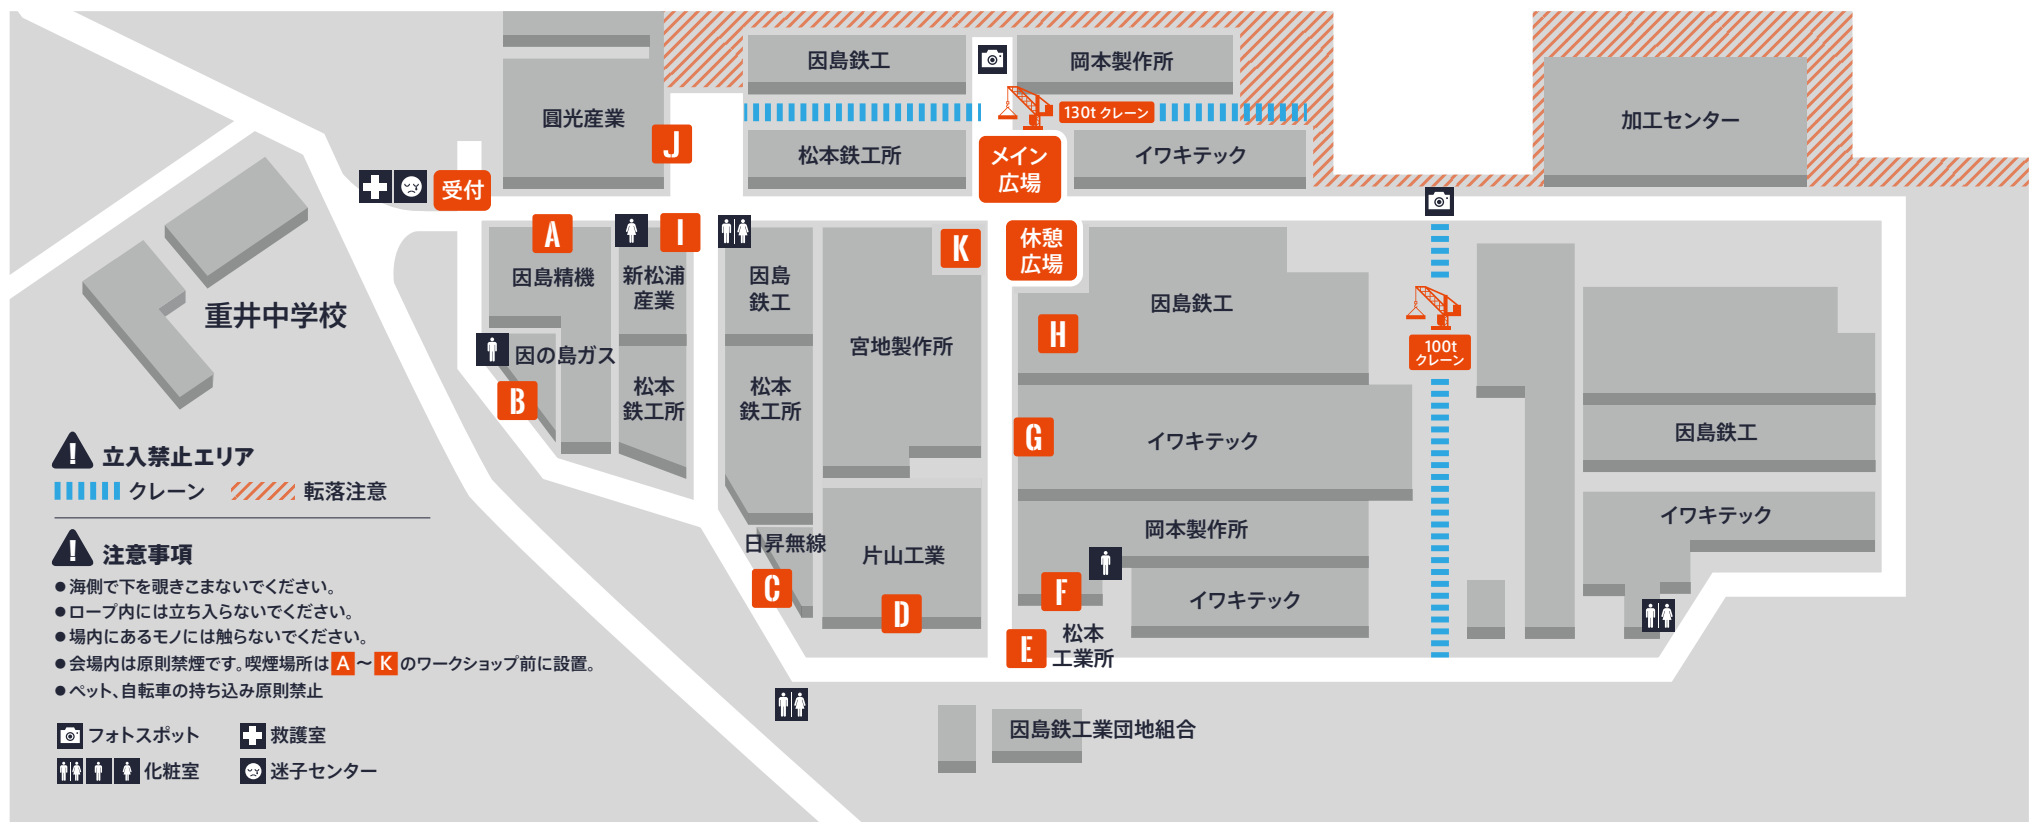 因島鉄工
岡本製作所
圓光産業
130t クレーン
加工センター
J
松本鉄工所
メイン
広場
イワキテック
受付
A
I
K
休憩
広場
因島精機
新松浦
産業
因島
鉄工
因島鉄工
重井中学校
H
宮地製作所
100t
クレーン
因の島ガス
B
松本
鉄工所
松本
鉄工所
G
イワキテック
因島鉄工
立入禁止エリア
クレーン
転落注意
岡本製作所
イワキテック
日昇無線
片山工業
C
D
F
イワキテック
E
松本
工業所
因島鉄工業団地組合
注意事項
●海側で下を覗きこまないでください。
●ロープ内には立ち入らないでください。
●場内にあるモノには触らないでください。
●会場内は原則禁煙です。喫煙場所は A 〜 K のワークショップ前に設置。
●ペット、自転車の持ち込み原則禁止
フォトスポット
救護室
化粧室
迷子センター